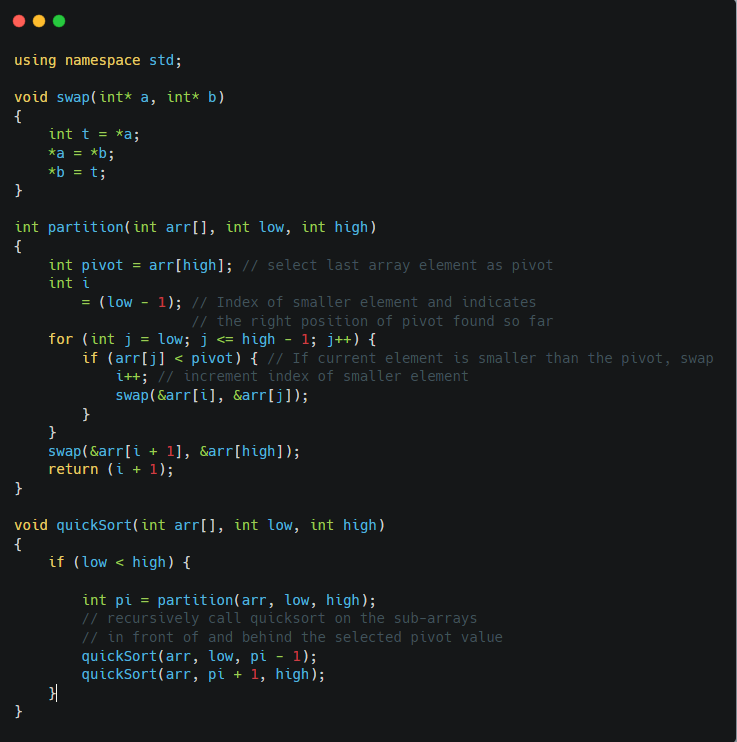 using namespace std;

void swap(int* a, int* b)
{
    int t = *a;
    *a = *b;
    *b = t;
}

int partition(int arr[], int low, int high)
{
    int pivot = arr[high]; // select last array element as pivot
    int i
        = (low - 1); // Index of smaller element and indicates
                     // the right position of pivot found so far
    for (int j = low; j <= high - 1; j++) {
        if (arr[j] < pivot) { // If current element is smaller than the pivot, swap
            i++; // increment index of smaller element
            swap(&arr[i], &arr[j]);
        }
    }
    swap(&arr[i + 1], &arr[high]);
    return (i + 1);
}

void quickSort(int arr[], int low, int high)
{
    if (low < high) {

        int pi = partition(arr, low, high);
        // recursively call quicksort on the sub-arrays
        // in front of and behind the selected pivot value
        quickSort(arr, low, pi - 1);
        quickSort(arr, pi + 1, high);
    }
}